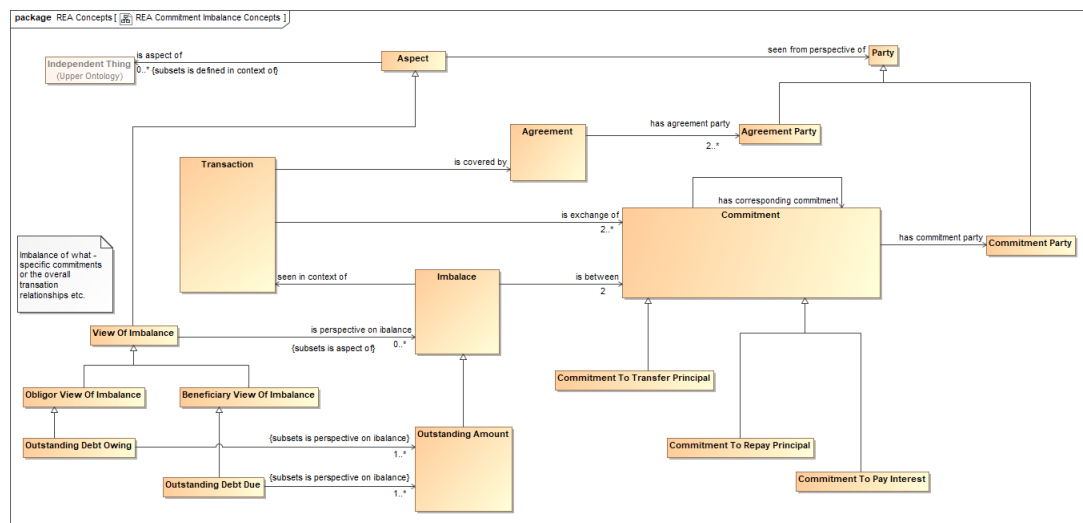 package REA Concepts [ REA Commitment Imbalance Concepts ]
is aspect of
Aspect
seen from perspective of
Party
Independent Thing
(Upper Ontology)
0..* {subsets is defined in context of}
Agreement
has agreement party
Agreement Party
2..*
Transaction
is covered by
has corresponding commitment
Commitment
is exchange of
2..*
has commitment party
Commitment Party
Imbalance of what -
specific commitments
or the overall
transation
relationships etc.
seen in context of
Imbalace
is between
2
View Of Imbalance
is perspective on ibalance
0..*
{subsets is aspect of}
Commitment To Transfer Principal
Obligor View Of Imbalance
Beneficiary View Of Imbalance
Outstanding Debt Owing
{subsets is perspective on ibalance}
1..*
Outstanding Amount
Commitment To Repay Principal
Outstanding Debt Due
{subsets is perspective on ibalance}
1..*
Commitment To Pay Interest